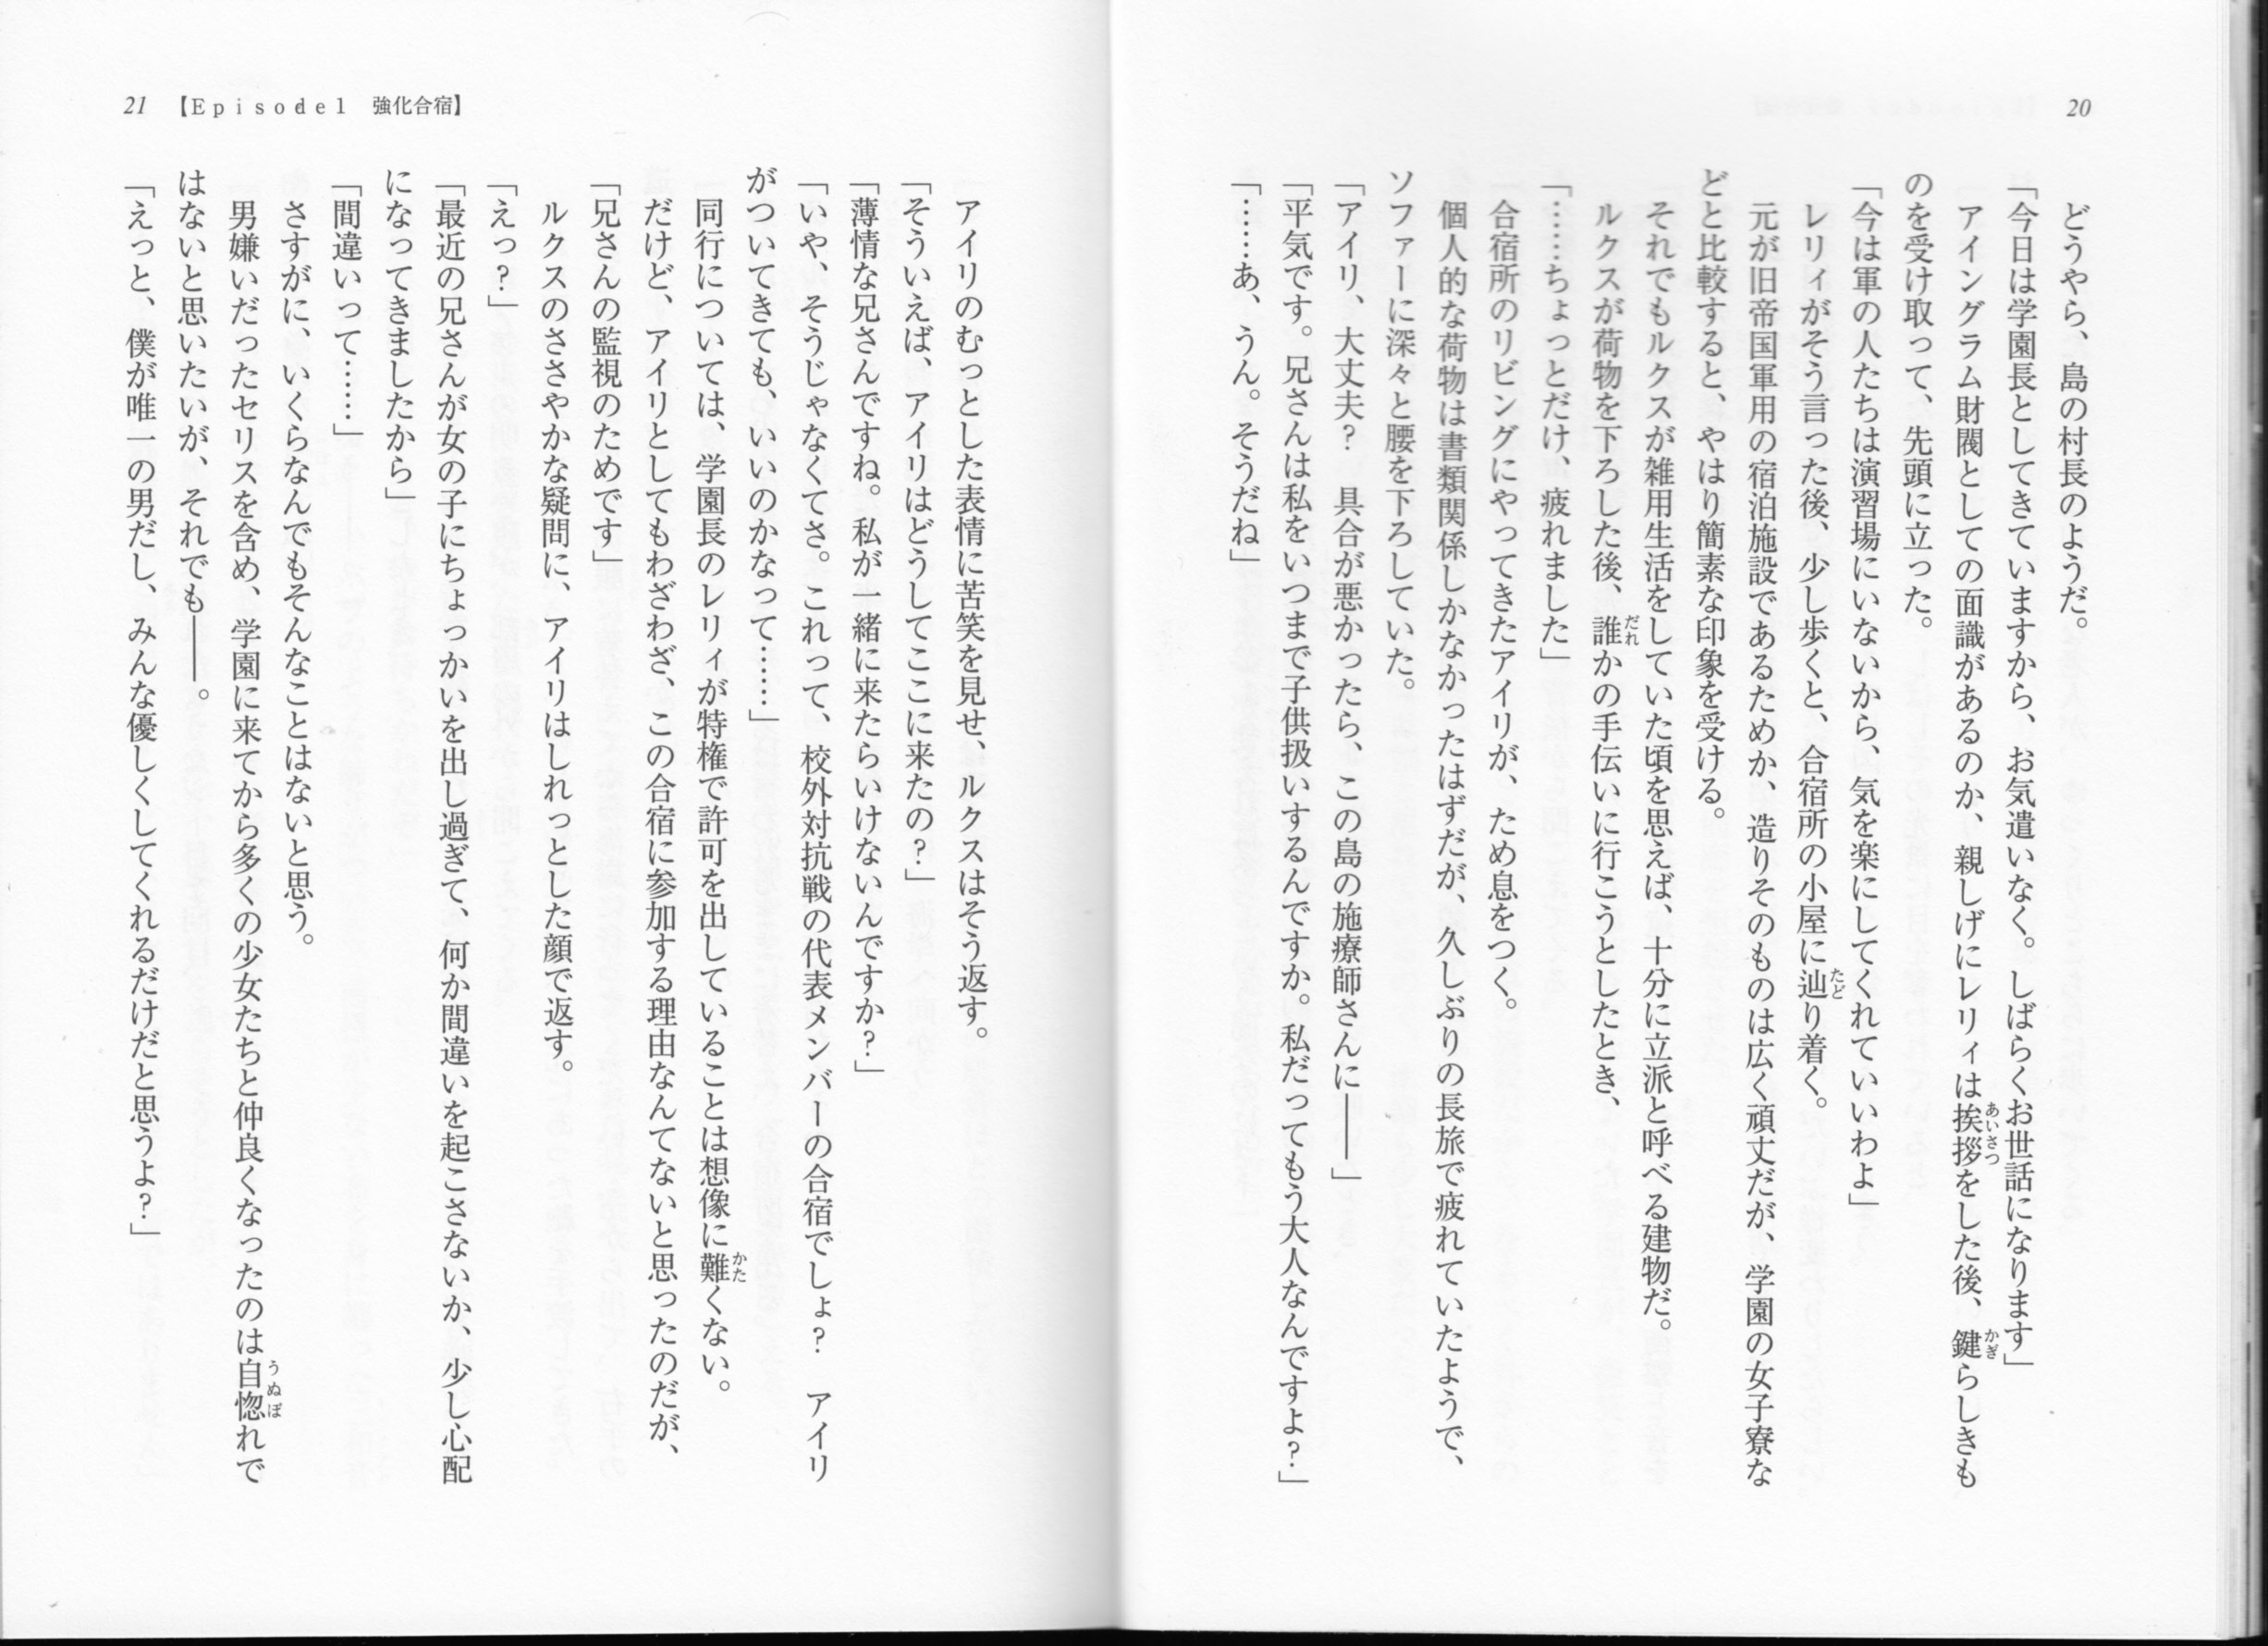 20
どうやら、島の村長のようだ。
「今日は学園長としてきていますから、お気遣いなく。しばらくお世話になります」
アイングラム財閥としての面識があるのか、親しげにレリィは挨拶をした後、鍵らしきも
のを受け取って、先頭に立った。
「今は軍の人たちは演習場にいないから、気を楽にしてくれていいわよ」
レリィがそう言った後、少し歩くと、合宿所の小屋に辿り着く。
元が旧帝国軍用の宿泊施設であるためか、造りそのものは広く頑丈だが、学園の女子寮な
どと比較すると、やはり簡素な印象を受ける。
それでもルクスが雑用生活をしていた頃を思えば、十分に立派と呼べる建物だ。
ルクスが荷物を下ろした後、誰かの手伝いに行こうとしたとき、
「……ちょっとだけ、疲れました」
合宿所のリビングにやってきたアイリが、ため息をつく。
個人的な荷物は書類関係しかなかったはずだが、久しぶりの長旅で疲れていたようで、
ソファーに深々と腰を下ろしていた。
「アイリ、大丈夫？　具合が悪かったら、この島の施療師さんに――」
「平気です。兄さんは私をいつまで子供扱いするんですか。私だってもう大人なんですよ？」
「……あ、うん。そうだね」
21 【Episode1　強化合宿】
アイリのむっとした表情に苦笑を見せ、ルクスはそう返す。
「そういえば、アイリはどうしてここに来たの？」
「薄情な兄さんですね。私が一緒に来たらいけないんですか？」
「いや、そうじゃなくてさ。これって、校外対抗戦の代表メンバーの合宿でしょ？　アイリ
がついてきても、いいのかなって……」
同行については、学園長のレリィが特権で許可を出していることは想像に難くない。
だけど、アイリとしてもわざわざ、この合宿に参加する理由なんてないと思ったのだが、
「兄さんの監視のためです」
ルクスのささやかな疑問に、アイリはしれっとした顔で返す。
「えっ？」
「最近の兄さんが女の子にちょっかいを出し過ぎて、何か間違いを起こさないか、少し心配
になってきましたから」
「間違いって……」
さすがに、いくらなんでもそんなことはないと思う。
男嫌いだったセリスを含め、学園に来てから多くの少女たちと仲良くなったのは自惚れで
はないと思いたいが、それでも――。
「えっと、僕が唯一の男だし、みんな優しくしてくれるだけだと思うよ？」